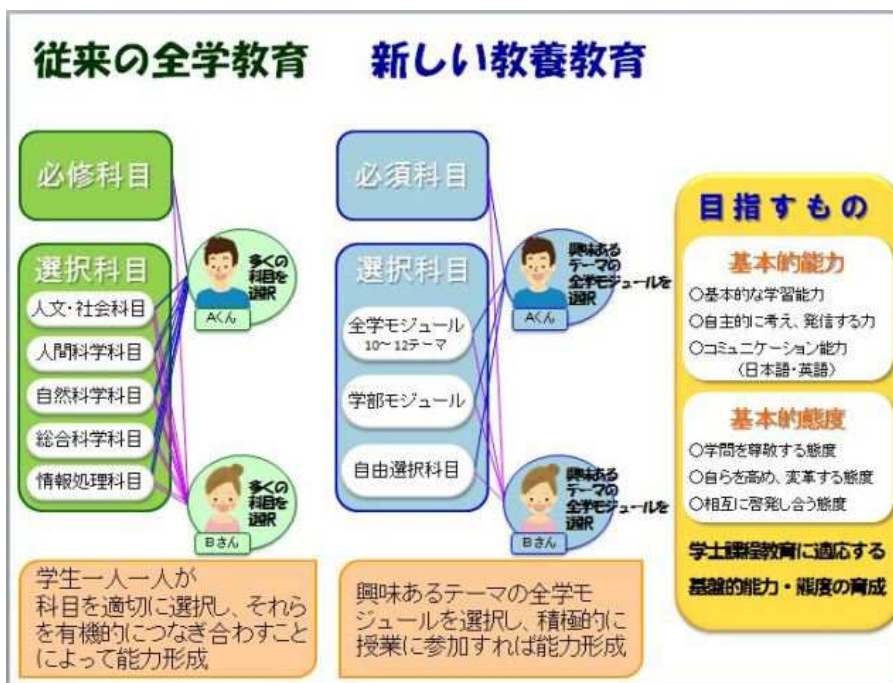 従来の全学教育
必修科目
選択科目
人文・社会科目
人間科学科目
自然科学科目
総合科学科目
情報処理科目
多くの
科目を
選択
Aくん
多くの
科目を
選択
Bさん
学生一人一人が
科目を適切に選択し、それら
を有機的につなぎ合わすこと
によって能力形成
新しい教養教育
必須科目
選択科目
全学モジュール
10~12テーマ
学部モジュール
自由選択科目
興味ある
テーマの
全学モジュールを
選択
Aくん
興味ある
テーマの
全学モジュールを
選択
Bさん
興味あるテーマの全学モ
ジュールを選択し、積極的に
授業に参加すれば能力形成
目指すもの
基本的能力
○基本的な学習能力
○自主的に考え、発信する力
○コミュニケーション能力
(日本語・英語)
基本的態度
○学問を尊敬する態度
○自らを高め、変革する態度
○相互に啓発し合う態度
学士課程教育に適応する
基盤的能力・態度の育成